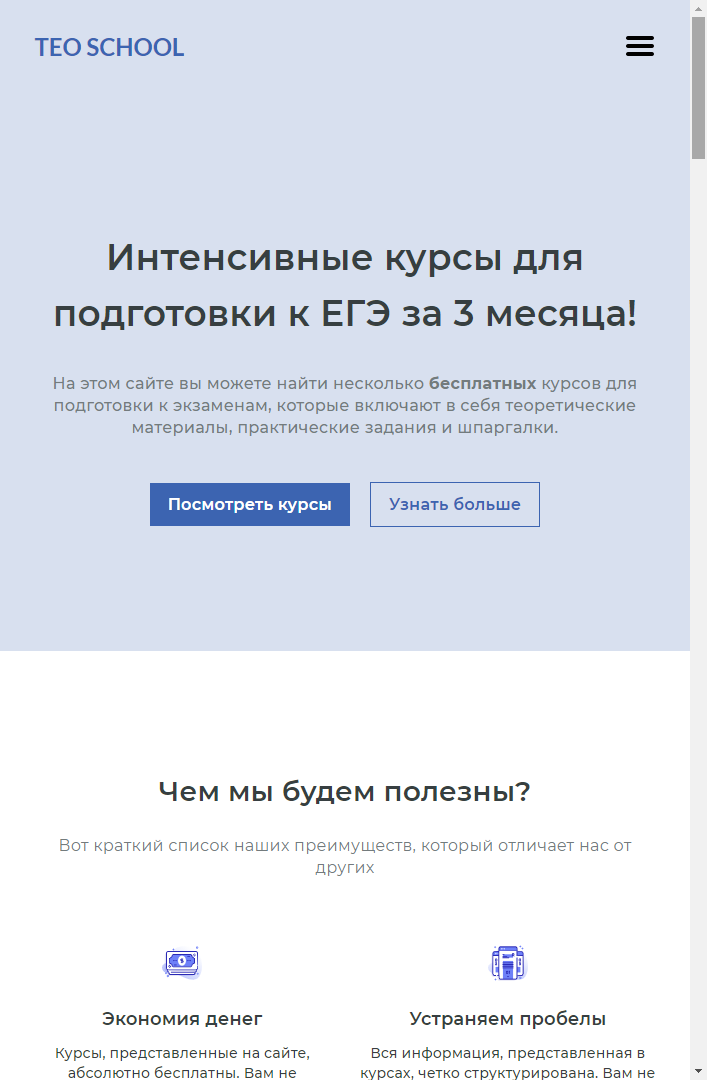 TEO SCHOOL
Интенсивные курсы для
подготовки к ЕГЭ за 3 месяца!
На этом сайте вы можете найти несколько бесплатных курсов для
подготовки к экзаменам, которые включают в себя теоретические
материалы, практические задания и шпаргалки.
Посмотреть курсы
Узнать больше
Чем мы будем полезны?
Вот краткий список наших преимуществ, который отличает нас от
других
Экономия денег
Курсы, представленные на сайте,
абсолютно бесплатны. Вам не
Устраняем пробелы
Вся информация, представленная в
курсах, четко структурирована. Вам не